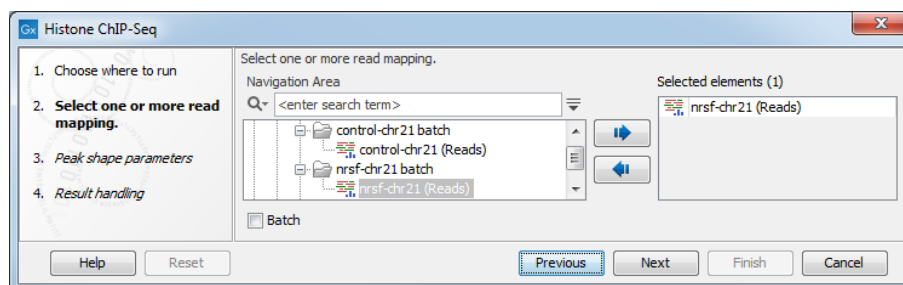 Gx Histone ChIP-Seq
x
1. Choose where to run
2. Select one or more read
mapping.
3. Peak shape parameters
4. Result handling
Select one or more read mapping.
Navigation Area
<enter search term>
control-chr21 batch
control-chr21 (Reads)
nrsf-chr21 batch
nrsf-chr21 (Reads)
Batch
Selected elements (1)
nrsf-chr21 (Reads)
Help
Reset
Previous
Next
Finish
Cancel